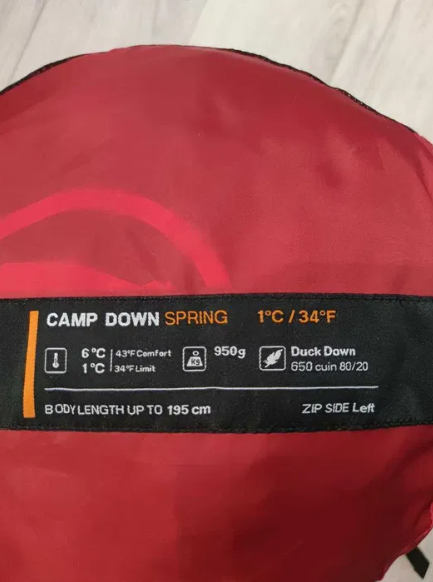 CAMP DOWN SPRING 1°C / 34°F
6°C | 43°F Comfort
1°C | 34°F Limit
KG 950g
Duck Down
650 cuin 80/20
BODY LENGTH UP TO 195 cm ZIP SIDE Left